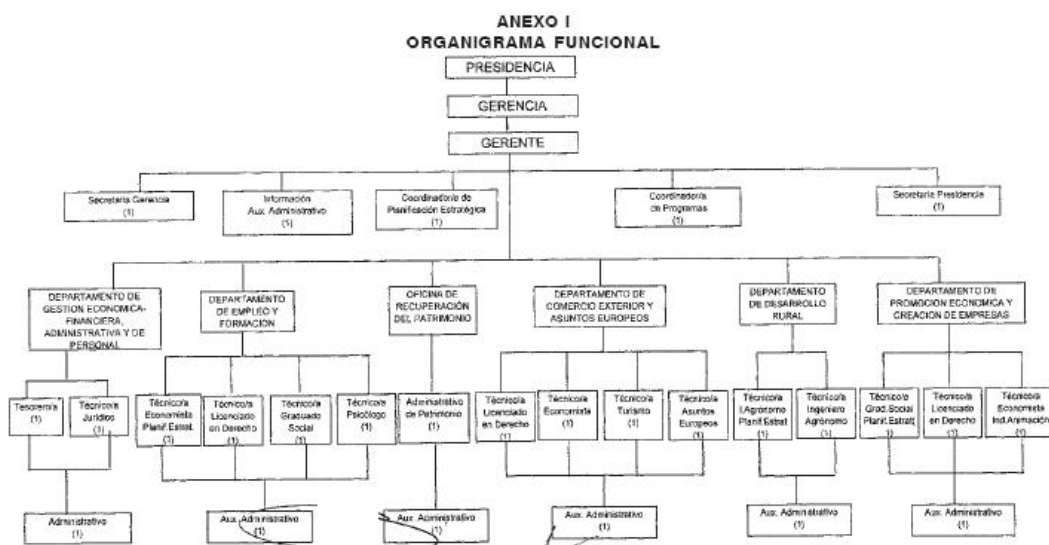 ANEXO I
ORGANIGRAMA FUNCIONAL
PRESIDENCIA
GERENCIA
GERENTE
Secretaria Gerencia
(1)
Información
Aux. Administrativo
(1)
Coordinador/a de
Planificación Estratégica
(1)
Coordinador/a
de Programas
(1)
Secretaria Presidencia
(1)
DEPARTAMENTO DE
GESTION ECONOMICA-
FINANCIERA,
ADMINISTRATIVA Y DE
PERSONAL
DEPARTAMENTO
DE EMPLEO Y
FORMACION
OFICINA DE
RECUPERACIÓN
DEL PATRIMONIO
DEPARTAMENTO DE
COMERCIO EXTERIOR Y
ASUNTOS EUROPEOS
DEPARTAMENTO
DE DESARROLLO
RURAL
DEPARTAMENTO DE
PROMOCION ECONOMICA Y
CREACION DE EMPRESAS
Tesorero/a
(1)
Técnico/a
Jurídico
(1)
Técnico/a
Economista
Planif.Estrat.
(1)
Técnico/a
Licenciado
en Derecho
(1)
Técnico/a
Graduado
Social
(1)
Técnico/a
Psicólogo
(1)
Administrativo
de Patrimonio
(1)
Técnico/a
Licenciado
en Derecho
(1)
Técnico/a
Economista
(1)
Técnico/a
Turismo
(1)
Técnico/a
Asuntos
Europeos
(1)
Técnico/a
I.Agrónomo
Planif.Estrat
(1)
Técnico/a
Ingeniero
Agrónomo
(1)
Técnico/a
Grad.Social
Planif.Estrat
(1)
Técnico/a
Licenciado
en Derecho
(1)
Técnico/a
Economista
Ind.Animación
(1)
Administrativo
(1)
Aux. Administrativo
(1)
Aux. Administrativo
(1)
Aux. Administrativo
(1)
Aux. Administrativo
(1)
Aux. Administrativo
(1)